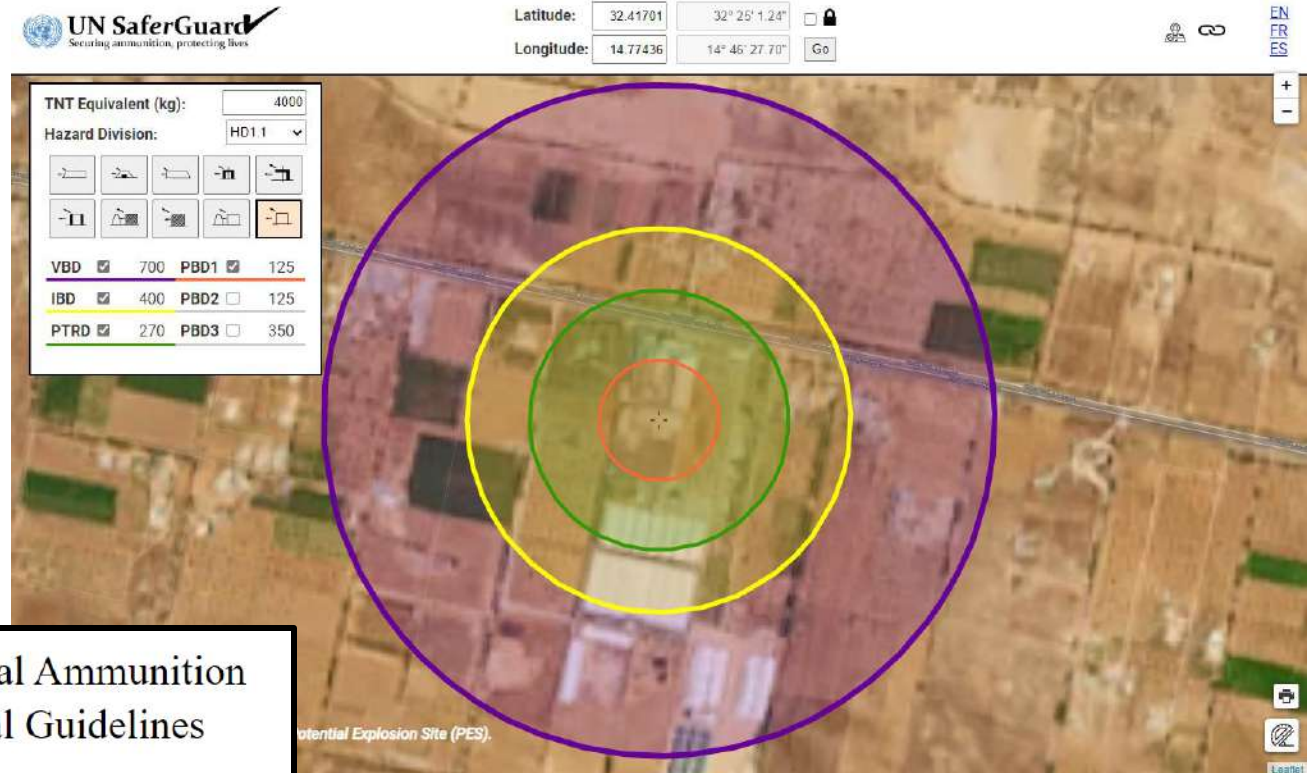 UN SaferGuard
Securing ammunition, protecting lives
Latitude: 32.41701 32° 25' 1.24"
Longitude: 14.77436 14° 46' 27.70" Go
EN
FR
ES
+
-
TNT Equivalent (kg): 4000
Hazard Division: HD1.1
VBD 700 PBD1 125
IBD 400 PBD2 125
PTRD 270 PBD3 350
al Ammunition
l Guidelines
otential Explosion Site (PES).
Leaflet